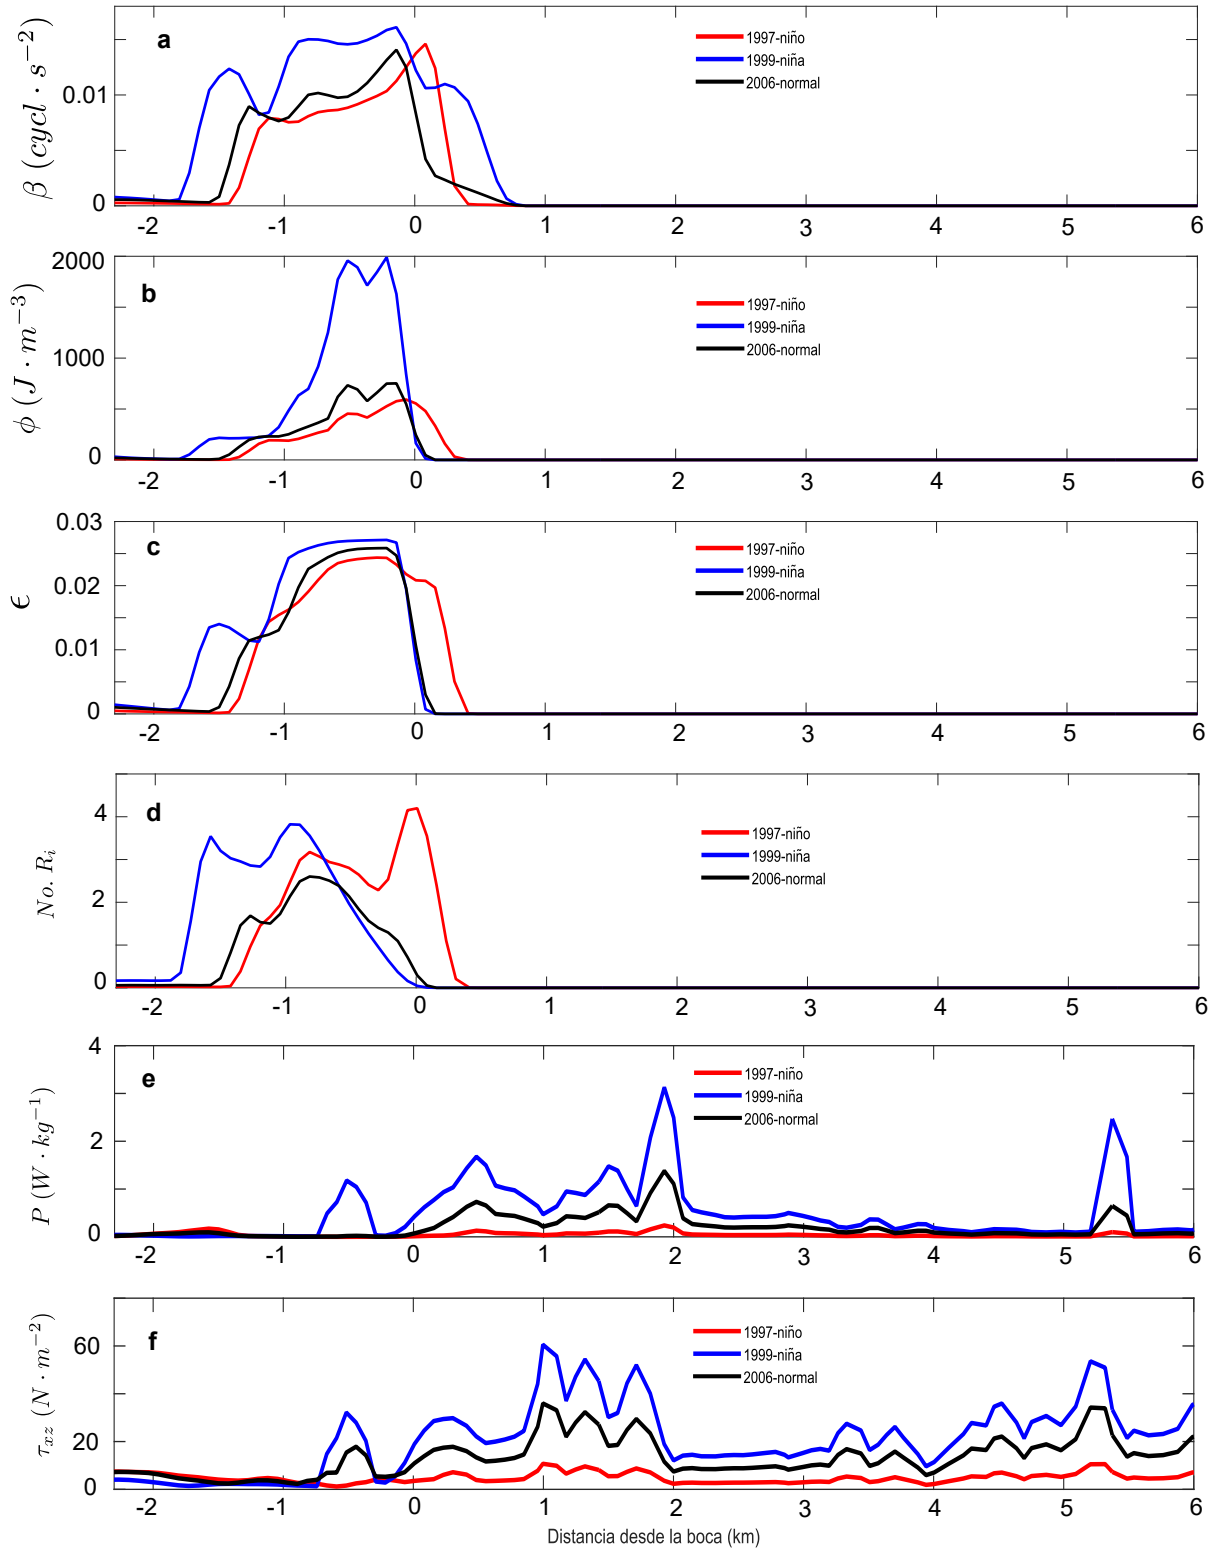 a
β (cycl · s⁻²)
1997-niño
1999-niña
2006-normal
0.01
0
-2 -1 0 1 2 3 4 5 6
b
ϕ (J · m⁻³)
1997-niño
1999-niña
2006-normal
2000
1000
0
-2 -1 0 1 2 3 4 5 6
c
ϵ
1997-niño
1999-niña
2006-normal
0.03
0.02
0.01
0
-2 -1 0 1 2 3 4 5 6
d
No. Rᵢ
1997-niño
1999-niña
2006-normal
4
2
0
-2 -1 0 1 2 3 4 5 6
e
P (W · kg⁻¹)
1997-niño
1999-niña
2006-normal
4
2
0
-2 -1 0 1 2 3 4 5 6
f
τxz (N · m⁻²)
1997-niño
1999-niña
2006-normal
60
20
0
-2 -1 0 1 2 3 4 5 6
Distancia desde la boca (km)